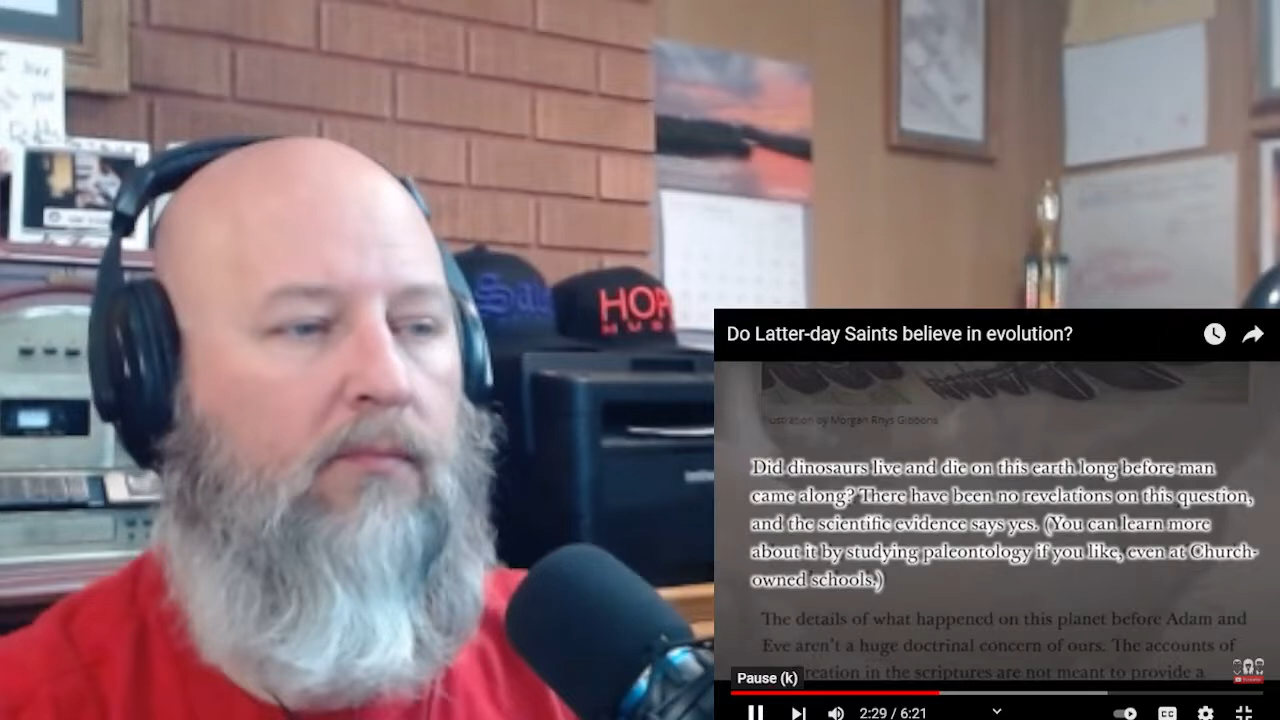 HOP
Do Latter-day Saints believe in evolution?
Illustration by Morgan Rhys Gibbons
Did dinosaurs live and die on this earth long before man
came along? There have been no revelations on this question,
and the scientific evidence says yes. (You can learn more
about it by studying paleontology if you like, even at Church-
owned schools.)
The details of what happened on this planet before Adam and
Eve aren't a huge doctrinal concern of ours. The accounts of
creation in the scriptures are not meant to provide a
Pause (k)
2:29 / 6:21
CC